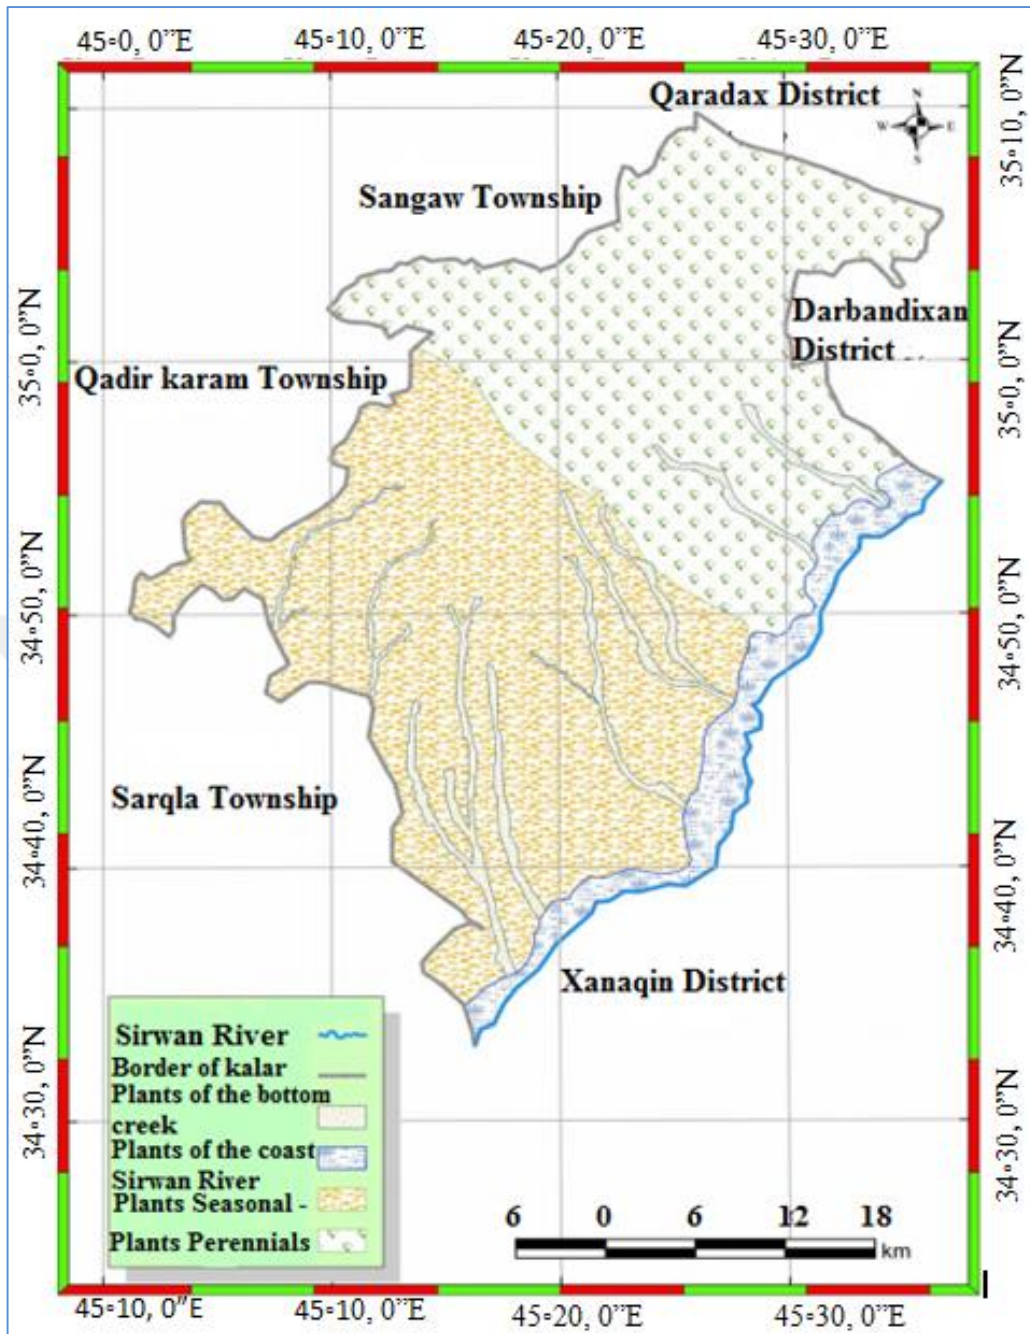 45°0, 0"E 45°10, 0"E 45°20, 0"E 45°30, 0"E
Qaradax District
N
W E
S
35°10, 0"N
Sangaw Township
Darbandixan
District
35°0, 0"N
35°0, 0"N
Qadir karam Township
34°50, 0"N
34°50, 0"N
Sarqla Township
34°40, 0"N
34°40, 0"N
Xanaqin District
Sirwan River
Border of kalar
Plants of the bottom
creek
Plants of the coast
Sirwan River
Plants Seasonal -
Plants Perennials
34°30, 0"N
34°30, 0"N
6 0 6 12 18
km
45°10, 0"E 45°10, 0"E 45°20, 0"E 45°30, 0"E